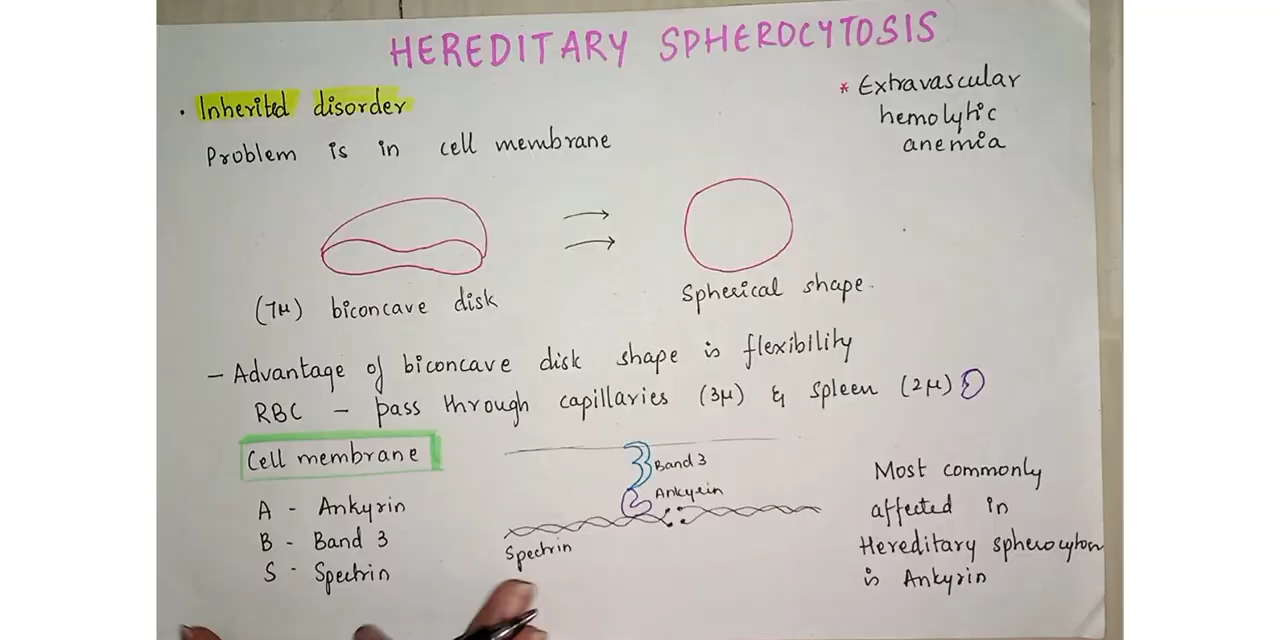 HEREDITARY SPHEROCYTOSIS
* Extravascular
hemolytic
anemia
. Inherited disorder
Problem is in cell membrane
(7µ) biconcave disk
Spherical shape.
- Advantage of biconcave disk shape is flexibility
RBC - pass through capillaries (3µ) & spleen (2µ)
Cell membrane
A - Ankyrin
B - Band 3
S - Spectrin
Band 3
Ankyrin
Spectrin
Most commonly
affected in
Hereditary spherocyton
is Ankyrin